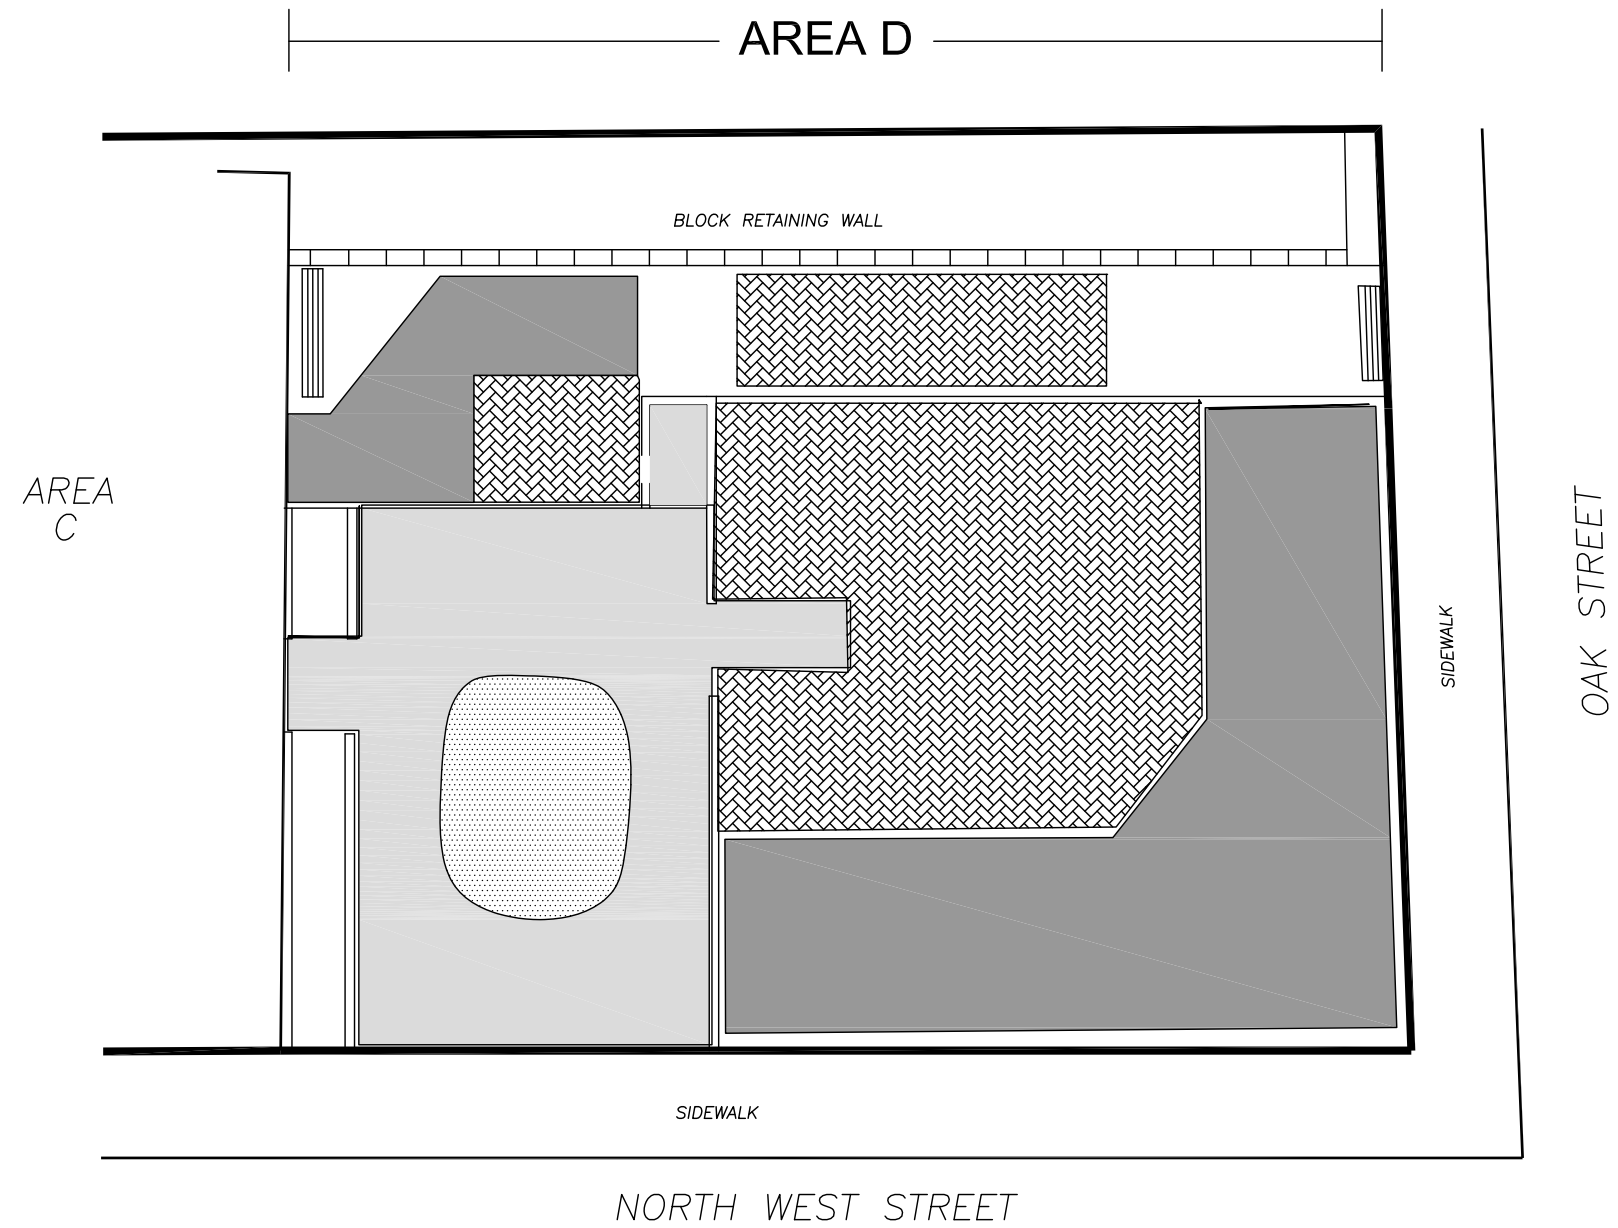 AREA D
BLOCK RETAINING WALL
AREA
C
OAK STREET
SIDEWALK
SIDEWALK
NORTH WEST STREET